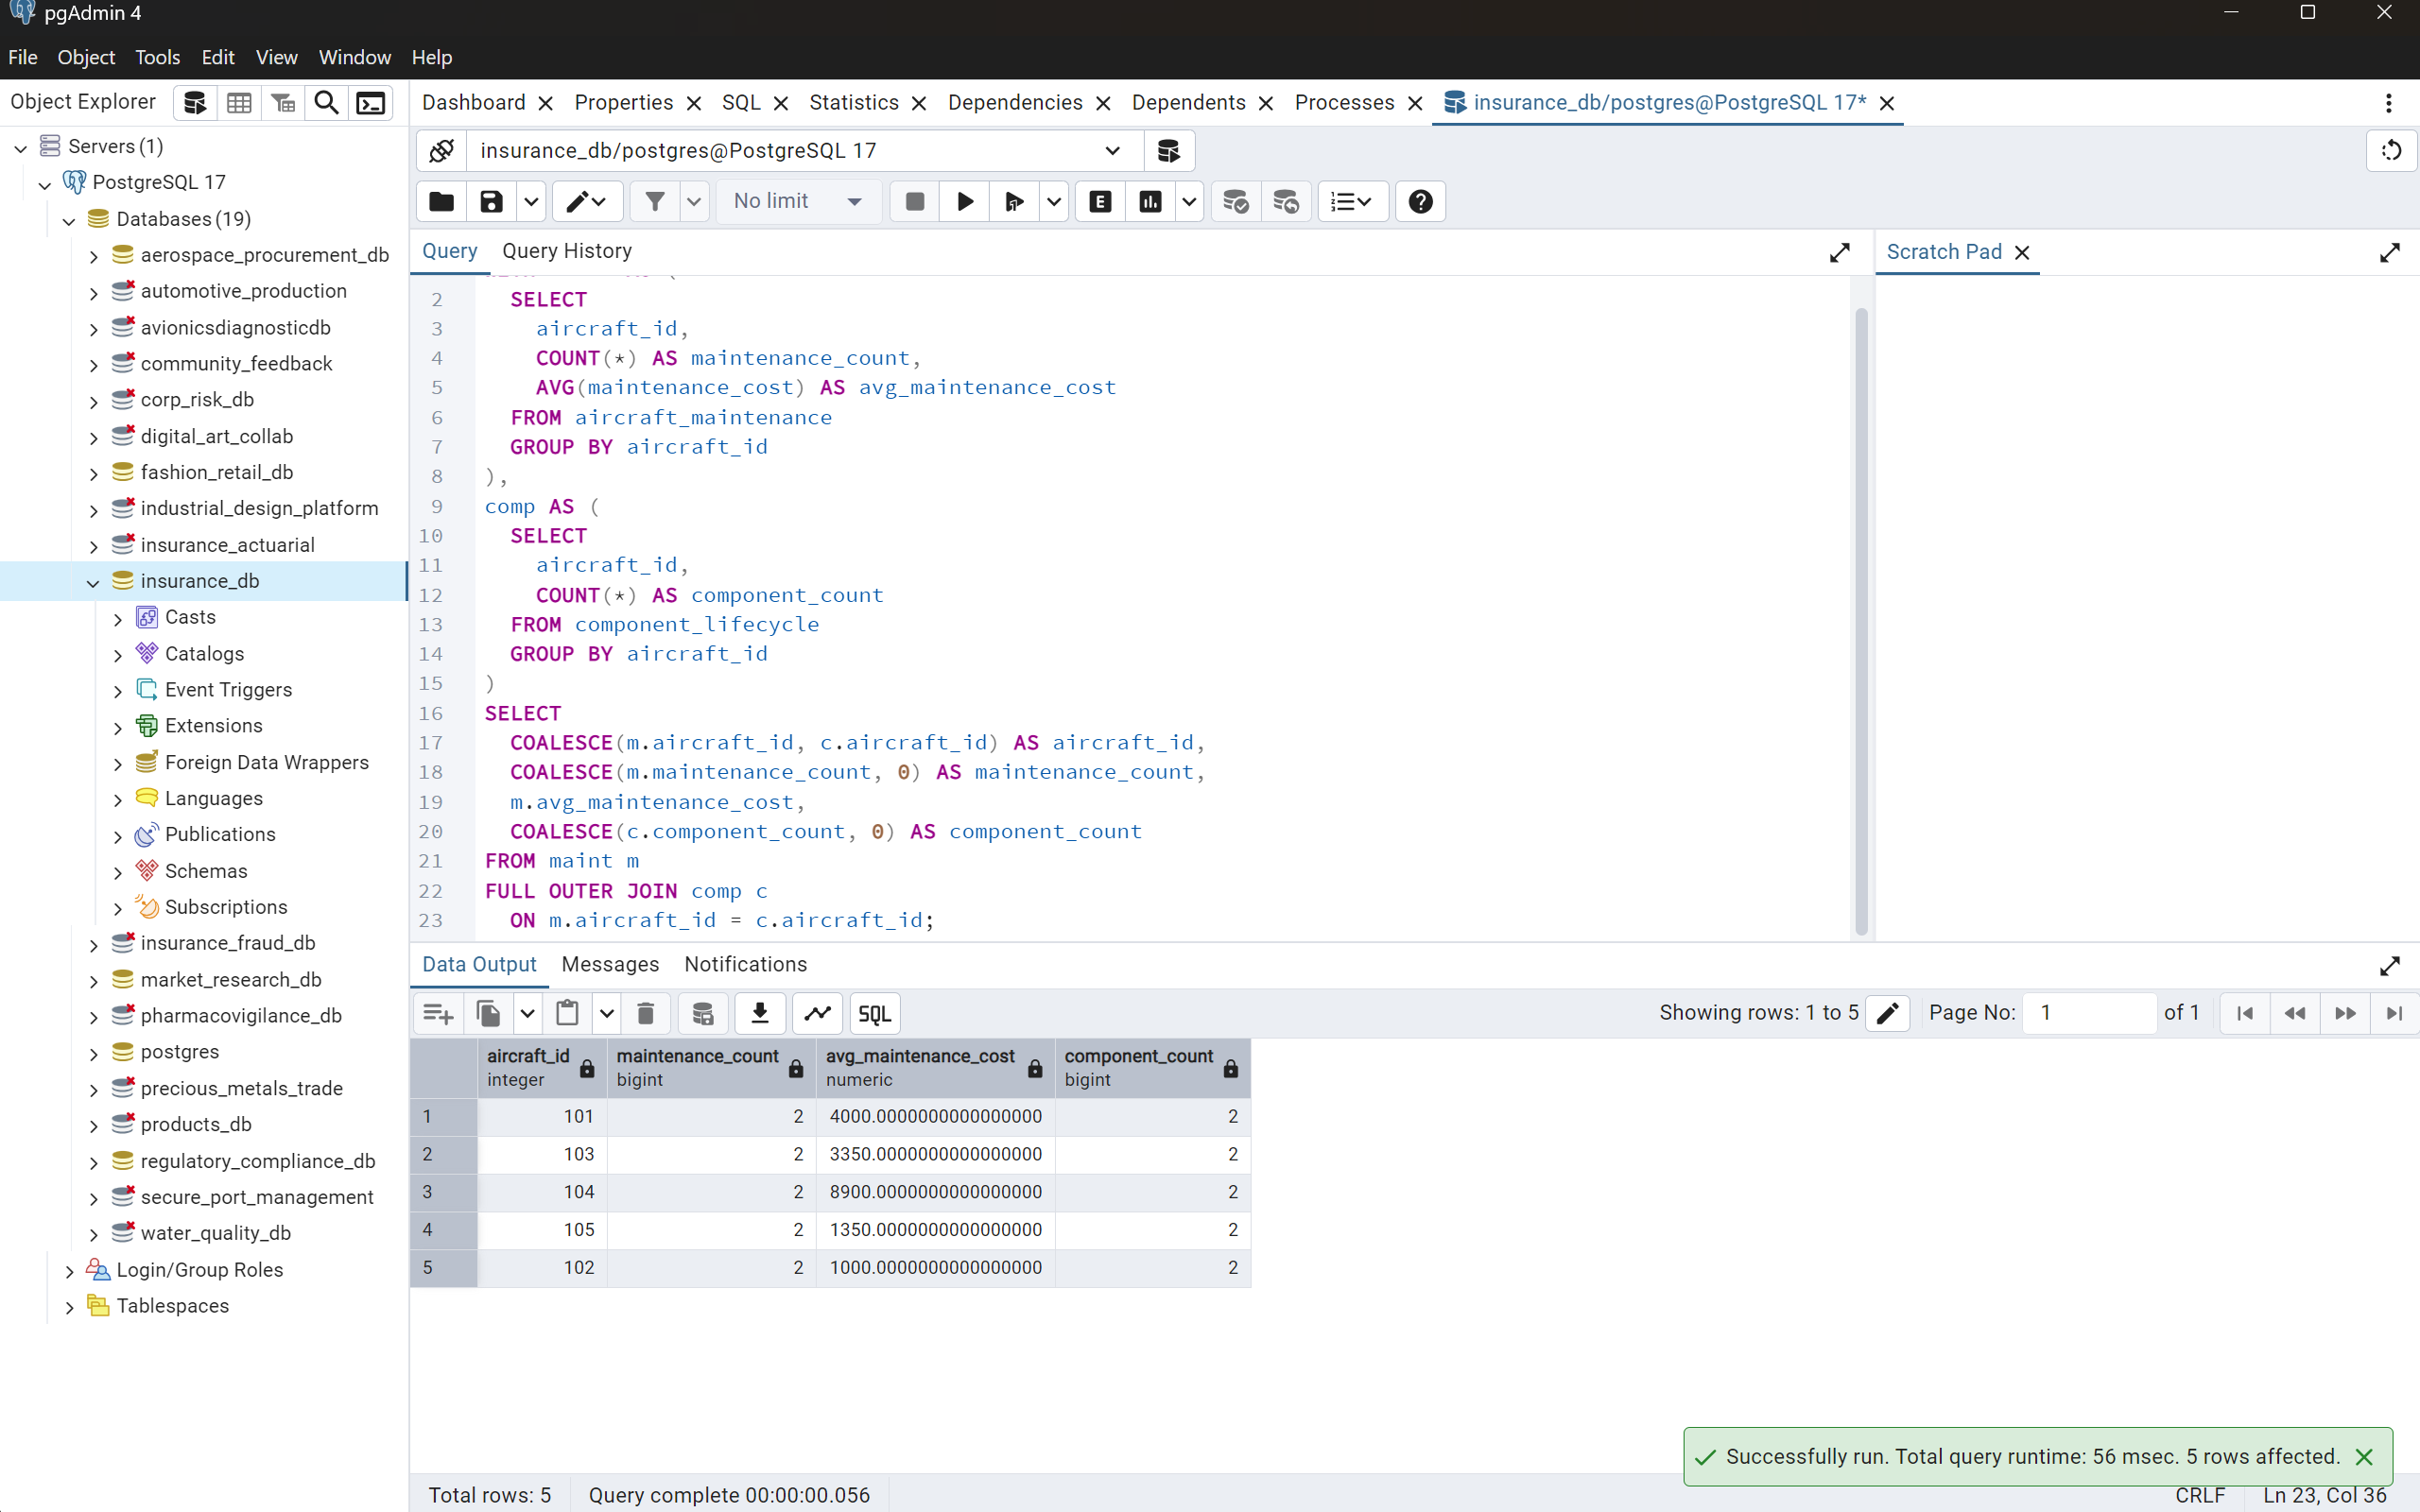 pgAdmin 4
File Object Tools Edit View Window Help
Object Explorer
Servers (1)
PostgreSQL 17
Databases (19)
aerospace_procurement_db
automotive_production
avionicsdiagnosticdb
community_feedback
corp_risk_db
digital_art_collab
fashion_retail_db
industrial_design_platform
insurance_actuarial
insurance_db
Casts
Catalogs
Event Triggers
Extensions
Foreign Data Wrappers
Languages
Publications
Schemas
Subscriptions
insurance_fraud_db
market_research_db
pharmacovigilance_db
postgres
precious_metals_trade
products_db
regulatory_compliance_db
secure_port_management
water_quality_db
Login/Group Roles
Tablespaces
Dashboard Properties SQL Statistics Dependencies Dependents Processes insurance_db/postgres@PostgreSQL 17*
insurance_db/postgres@PostgreSQL 17
No limit E
Query Query History
Scratch Pad
2 SELECT
3 aircraft_id,
4 COUNT(*) AS maintenance_count,
5 AVG(maintenance_cost) AS avg_maintenance_cost
6 FROM aircraft_maintenance
7 GROUP BY aircraft_id
8 ),
9 comp AS (
10 SELECT
11 aircraft_id,
12 COUNT(*) AS component_count
13 FROM component_lifecycle
14 GROUP BY aircraft_id
15 )
16 SELECT
17 COALESCE(m.aircraft_id, c.aircraft_id) AS aircraft_id,
18 COALESCE(m.maintenance_count, 0) AS maintenance_count,
19 m.avg_maintenance_cost,
20 COALESCE(c.component_count, 0) AS component_count
21 FROM maint m
22 FULL OUTER JOIN comp c
23 ON m.aircraft_id = c.aircraft_id;
Data Output Messages Notifications
SQL Showing rows: 1 to 5 Page No: 1 of 1
aircraft_id maintenance_count avg_maintenance_cost component_count
integer bigint numeric bigint
1 101 2 4000.0000000000000000 2
2 103 2 3350.0000000000000000 2
3 104 2 8900.0000000000000000 2
4 105 2 1350.0000000000000000 2
5 102 2 1000.0000000000000000 2
Successfully run. Total query runtime: 56 msec. 5 rows affected.
Total rows: 5 Query complete 00:00:00.056 CRLF Ln 23, Col 36